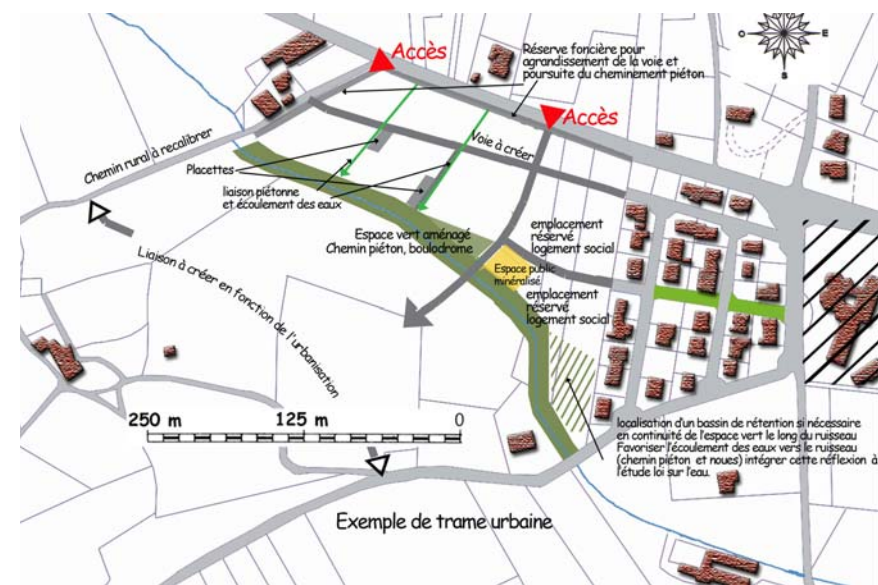 O
E
S
Accès
Réserve foncière pour
agrandissement de la voie et
poursuite du cheminement piéton
Accès
Voie à créer
Chemin rural à recalibrer
Placettes
liaison piétonne
et écoulement des eaux
Espace vert aménagé
Chemin piéton, boulodrome
emplacement
réservé
logement social
Espace public
minéralisé
emplacement
réservé
logement social
Liaison à créer en fonction de l'urbanisation
250 m
125 m
0
localisation d'un bassin de rétention si nécessaire
en continuité de l'espace vert le long du ruisseau
Favoriser l'écoulement des eaux vers le ruisseau
(chemin piéton et noues) intégrer cette réflexion à
l'étude loi sur l'eau.
Exemple de trame urbaine